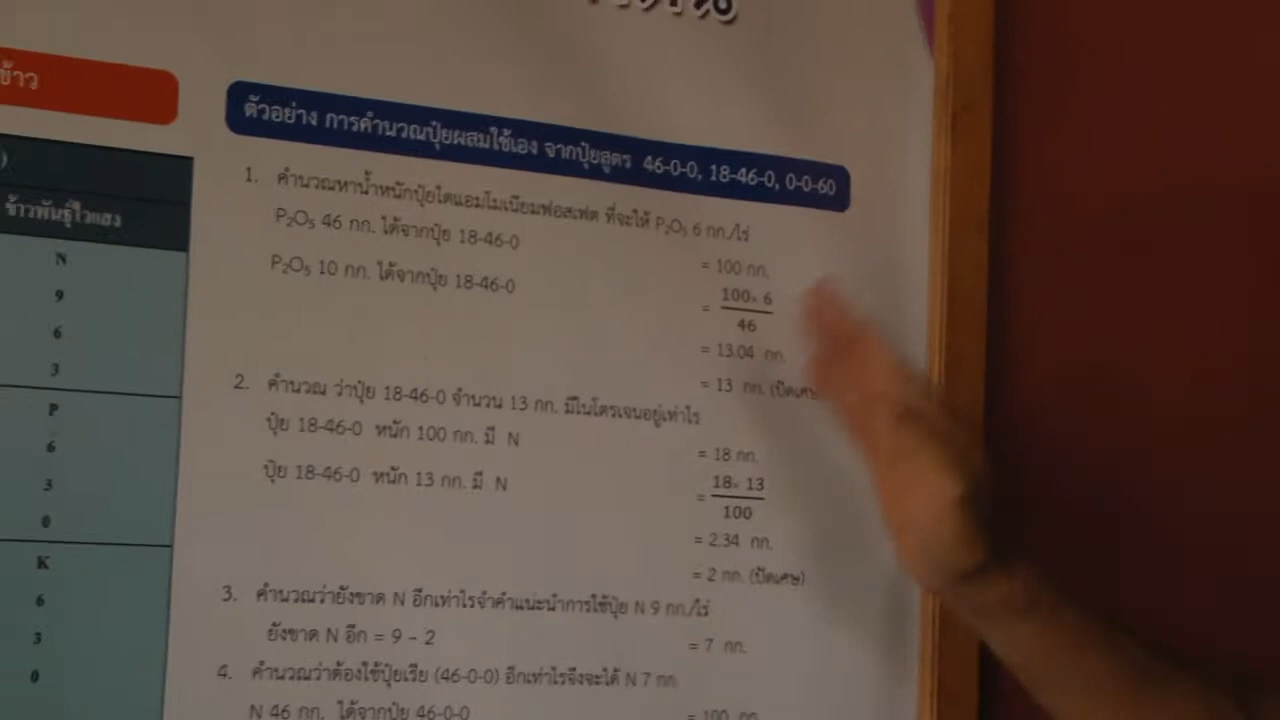 ข้าว
)
ข้าวพันธุ์ไวแสง
N
9
6
3
P
6
3
0
K
6
3
0
ตัวอย่าง การคำนวณปุ๋ยผสมใช้เอง จากปุ๋ยสูตร 46-0-0, 18-46-0, 0-0-60
1. คำนวณหาน้ำหนักปุ๋ยไดแอมโมเนียมฟอสเฟต ที่จะให้ P₂O₅ 6 กก./ไร่
P₂O₅ 46 กก. ได้จากปุ๋ย 18-46-0 = 100 กก.
P₂O₅ 10 กก. ได้จากปุ๋ย 18-46-0 = 100× 6
46
= 13.04 กก.
= 13 กก. (ปัดเศษ
2. คำนวณ ว่าปุ๋ย 18-46-0 จำนวน 13 กก. มีไนโตรเจนอยู่เท่าไร
ปุ๋ย 18-46-0 หนัก 100 กก. มี N = 18 กก.
ปุ๋ย 18-46-0 หนัก 13 กก. มี N = 18× 13
100
= 2.34 กก.
= 2 กก. (ปัดเศษ)
3. คำนวณว่ายังขาด N อีกเท่าไรจำคำแนะนำการใช้ปุ๋ย N 9 กก./ไร่
ยังขาด N อีก = 9 – 2 = 7 กก.
4. คำนวณว่าต้องใช้ปุ๋ยเรีย (46-0-0) อีกเท่าไรจึงจะได้ N 7 กก.
N 46 กก. ได้จากปุ๋ย 46-0-0 = 100 กก.